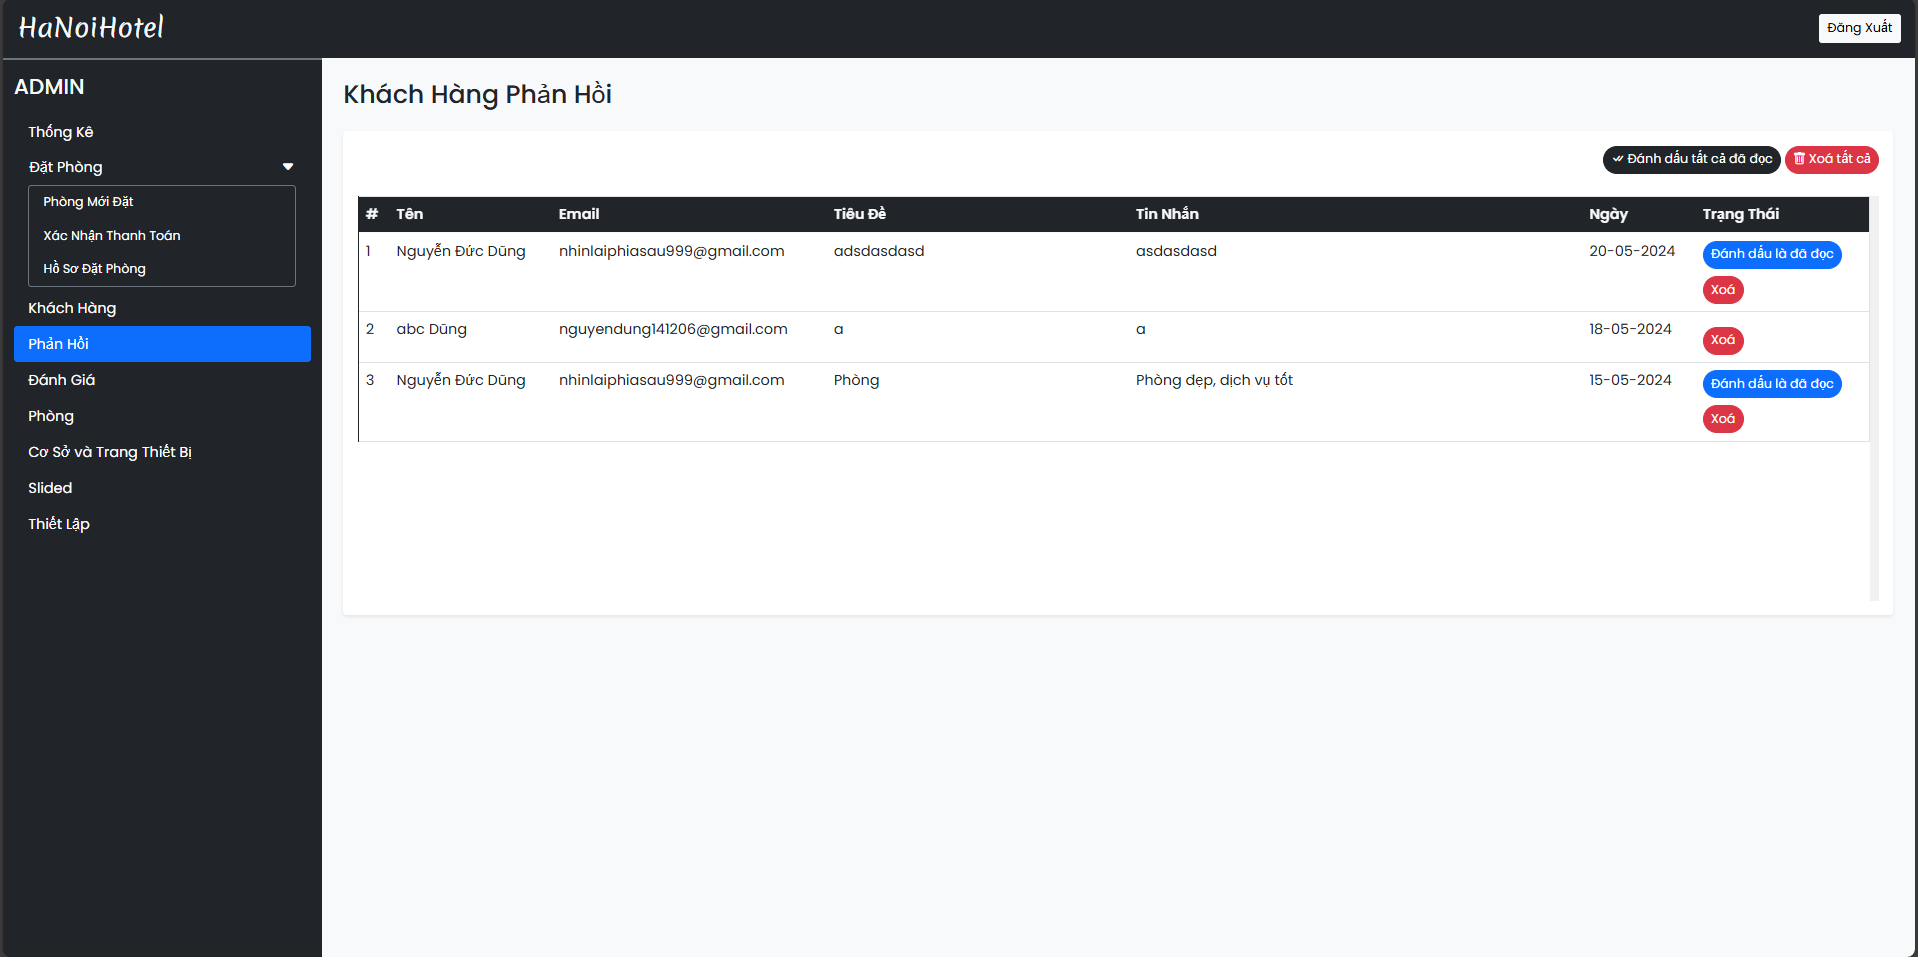 HaNoiHotel
Đăng Xuất
ADMIN
Thống Kê
Đặt Phòng
Phòng Mới Đặt
Xác Nhận Thanh Toán
Hồ Sơ Đặt Phòng
Khách Hàng
Phản Hồi
Đánh Giá
Phòng
Cơ Sở và Trang Thiết Bị
Slided
Thiết Lập
Khách Hàng Phản Hồi
Đánh dấu tất cả đã đọc Xoá tất cả
# Tên Email Tiêu Đề Tin Nhắn Ngày Trạng Thái
1 Nguyễn Đức Dũng nhinlaiphiasau999@gmail.com adsdasdasd asdasdasd 20-05-2024 Đánh dấu là đã đọc
Xoá
2 abc Dũng nguyendung141206@gmail.com a a 18-05-2024 Xoá
3 Nguyễn Đức Dũng nhinlaiphiasau999@gmail.com Phòng Phòng đẹp, dịch vụ tốt 15-05-2024 Đánh dấu là đã đọc
Xoá